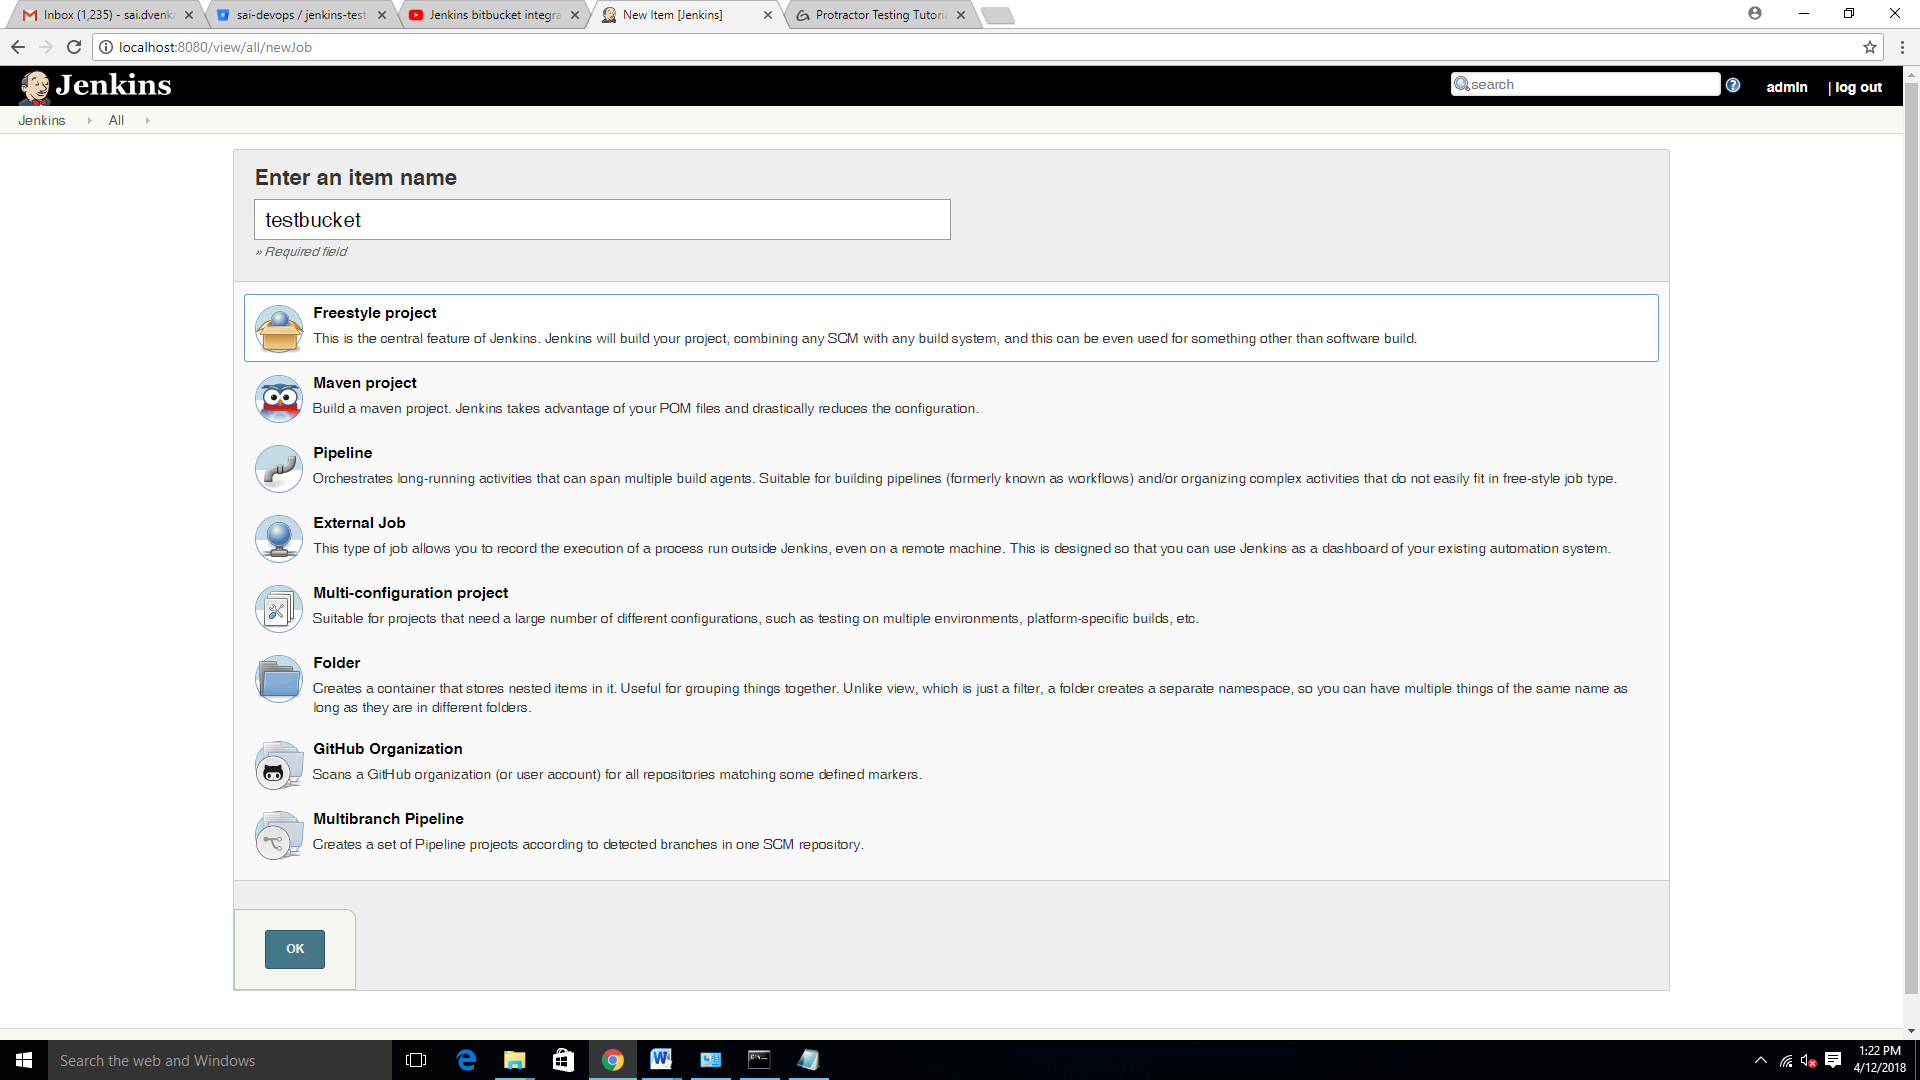 Inbox (1,235) - sai.dvenka
sai-devops / jenkins-test
Jenkins bitbucket integra
New Item [Jenkins]
Protractor Testing Tutoria
localhost:8080/view/all/newJob
Jenkins
search
admin
| log out
Jenkins
All
Enter an item name
testbucket
» Required field
Freestyle project
This is the central feature of Jenkins. Jenkins will build your project, combining any SCM with any build system, and this can be even used for something other than software build.
Maven project
Build a maven project. Jenkins takes advantage of your POM files and drastically reduces the configuration.
Pipeline
Orchestrates long-running activities that can span multiple build agents. Suitable for building pipelines (formerly known as workflows) and/or organizing complex activities that do not easily fit in free-style job type.
External Job
This type of job allows you to record the execution of a process run outside Jenkins, even on a remote machine. This is designed so that you can use Jenkins as a dashboard of your existing automation system.
Multi-configuration project
Suitable for projects that need a large number of different configurations, such as testing on multiple environments, platform-specific builds, etc.
Folder
Creates a container that stores nested items in it. Useful for grouping things together. Unlike view, which is just a filter, a folder creates a separate namespace, so you can have multiple things of the same name as
long as they are in different folders.
GitHub Organization
Scans a GitHub organization (or user account) for all repositories matching some defined markers.
Multibranch Pipeline
Creates a set of Pipeline projects according to detected branches in one SCM repository.
OK
Search the web and Windows
1:22 PM
4/12/2018